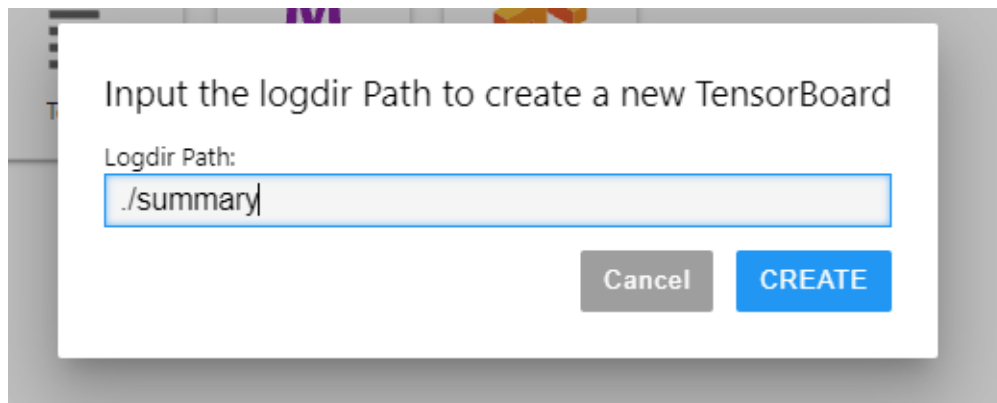 Input the logdir Path to create a new TensorBoard
Logdir Path:
./summary
Cancel CREATE